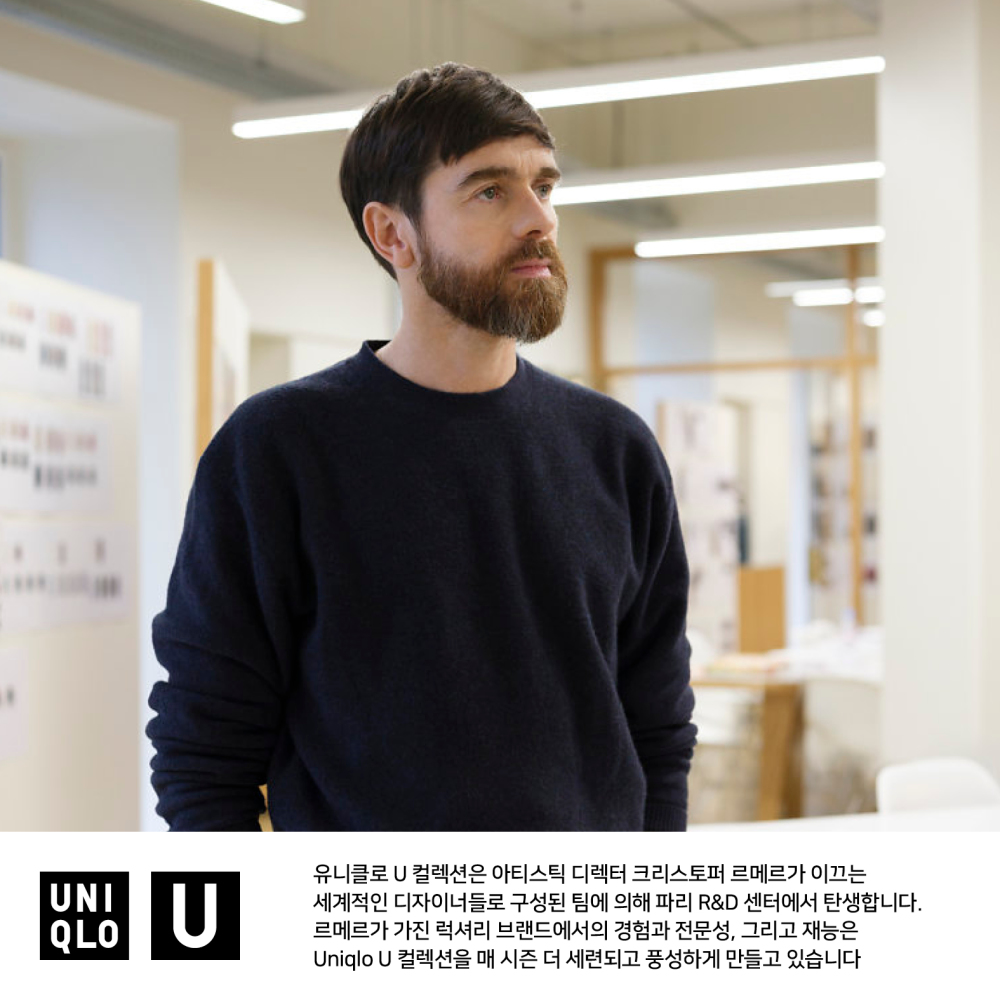 UNI
QLO
U
유니클로 U 컬렉션은 아티스틱 디렉터 크리스토퍼 르메르가 이끄는
세계적인 디자이너들로 구성된 팀에 의해 파리 R&D 센터에서 탄생합니다.
르메르가 가진 럭셔리 브랜드에서의 경험과 전문성, 그리고 재능은
Uniqlo U 컬렉션을 매 시즌 더 세련되고 풍성하게 만들고 있습니다